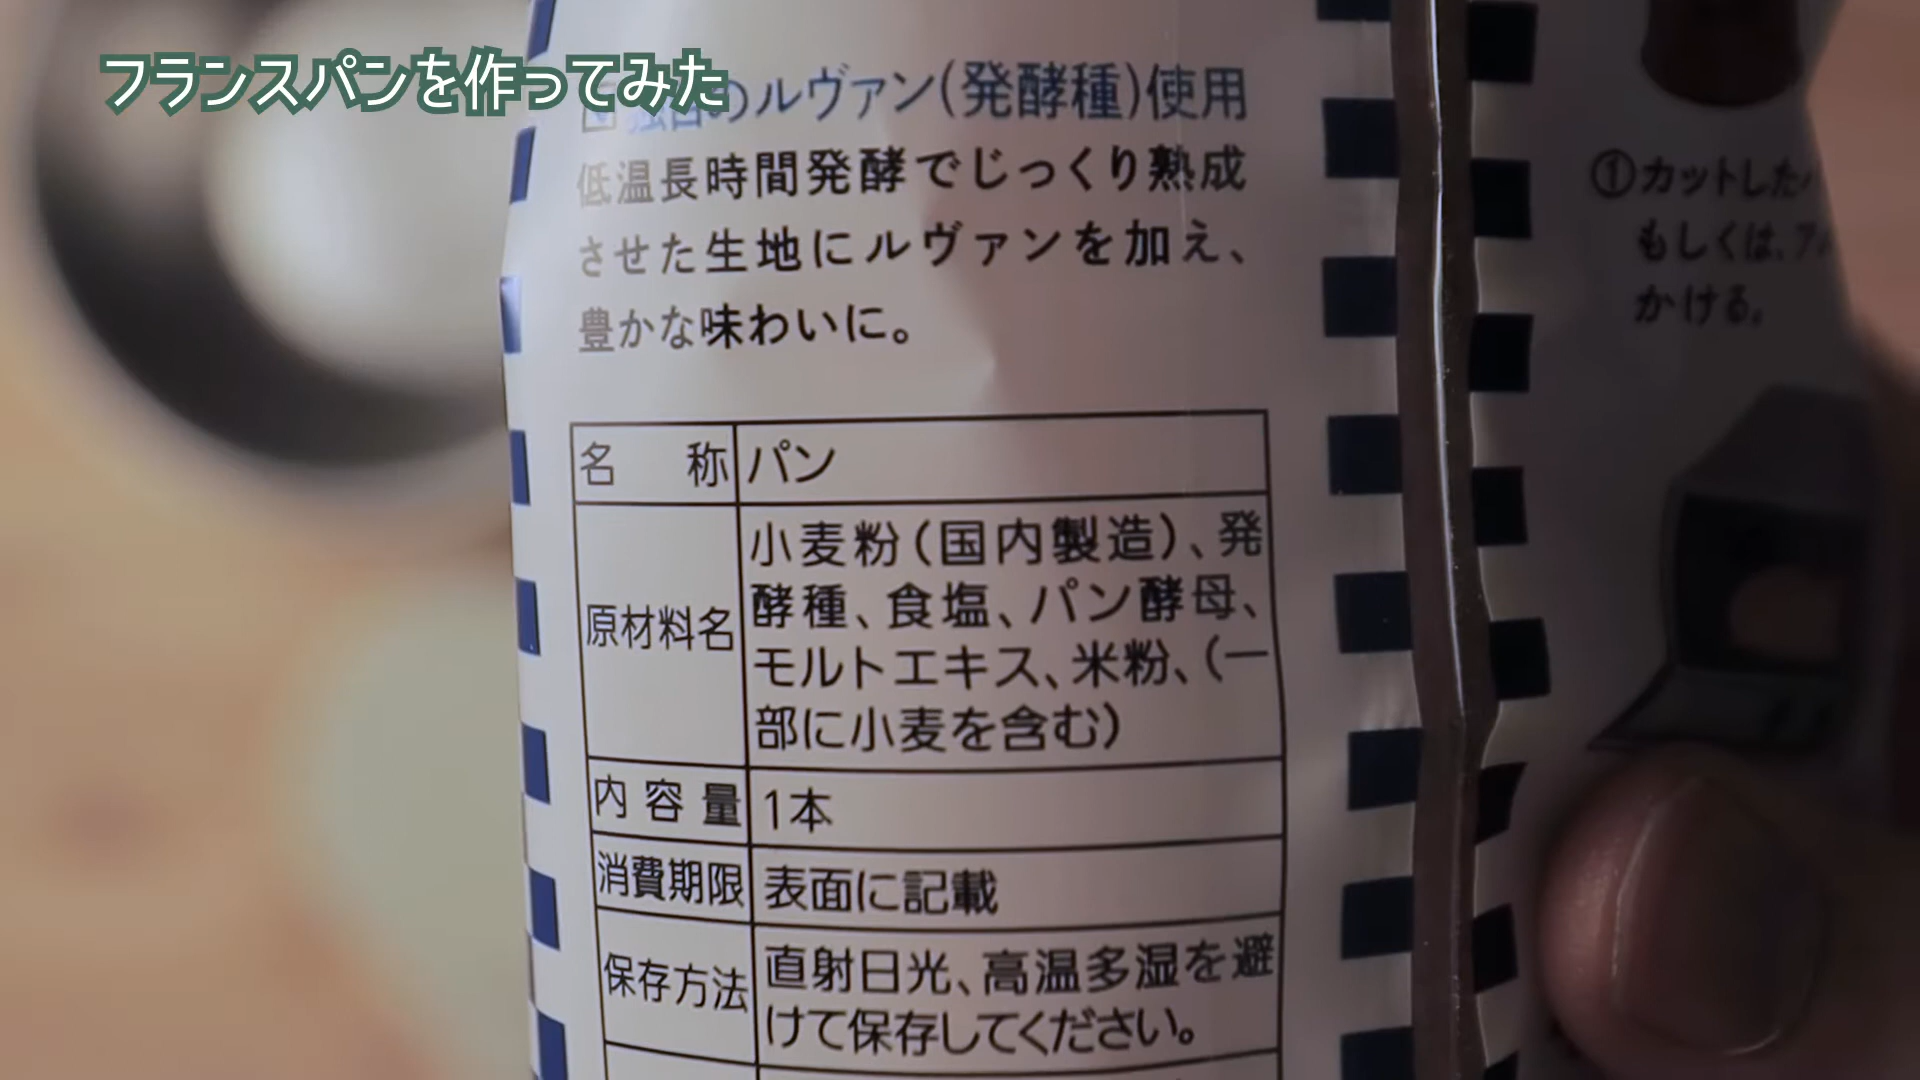 フランスパンを作ってみた
のルヴァン(発酵種)使用
低温長時間発酵でじっくり熟成
させた生地にルヴァンを加え、
豊かな味わいに。
名称 パン
原材料名 小麦粉(国内製造)、発
酵種、食塩、パン酵母、
モルトエキス、米粉、(一
部に小麦を含む)
内容量 1本
消費期限 表面に記載
保存方法 直射日光、高温多湿を避
けて保存してください。
①カットした
もしくは、
かける。